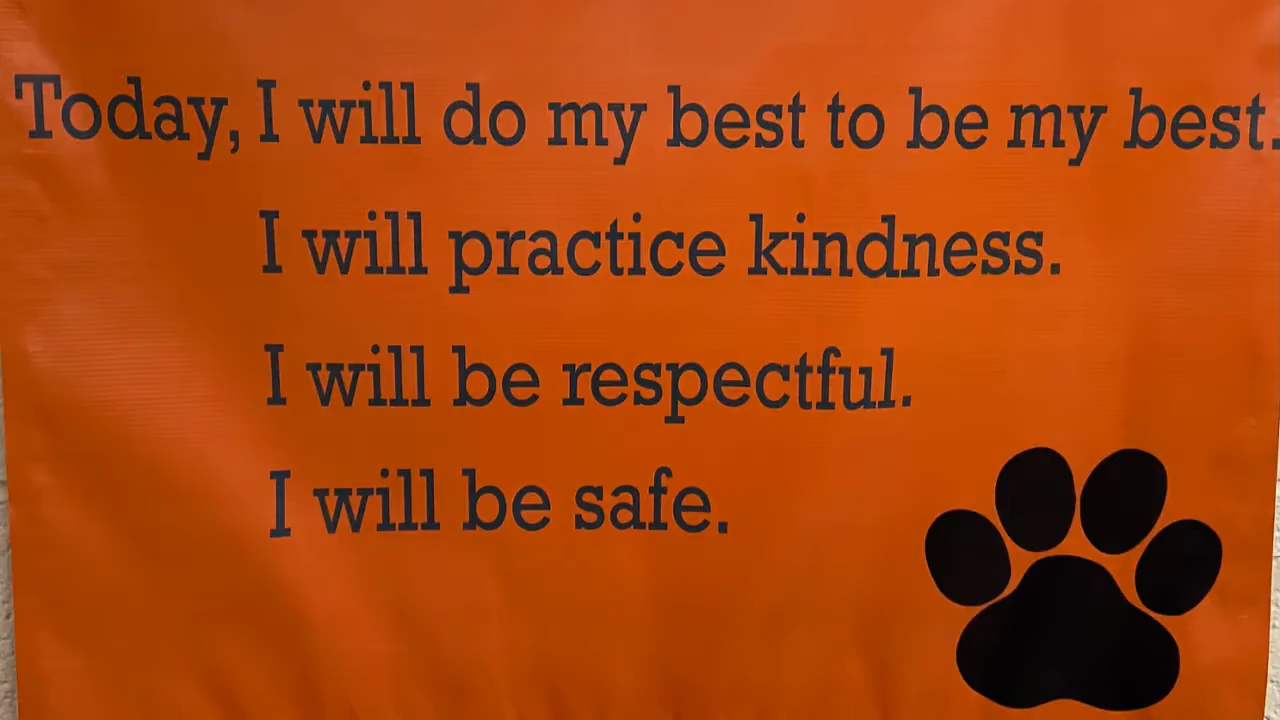 Today, I will do my best to be my best.
I will practice kindness.
I will be respectful.
I will be safe.